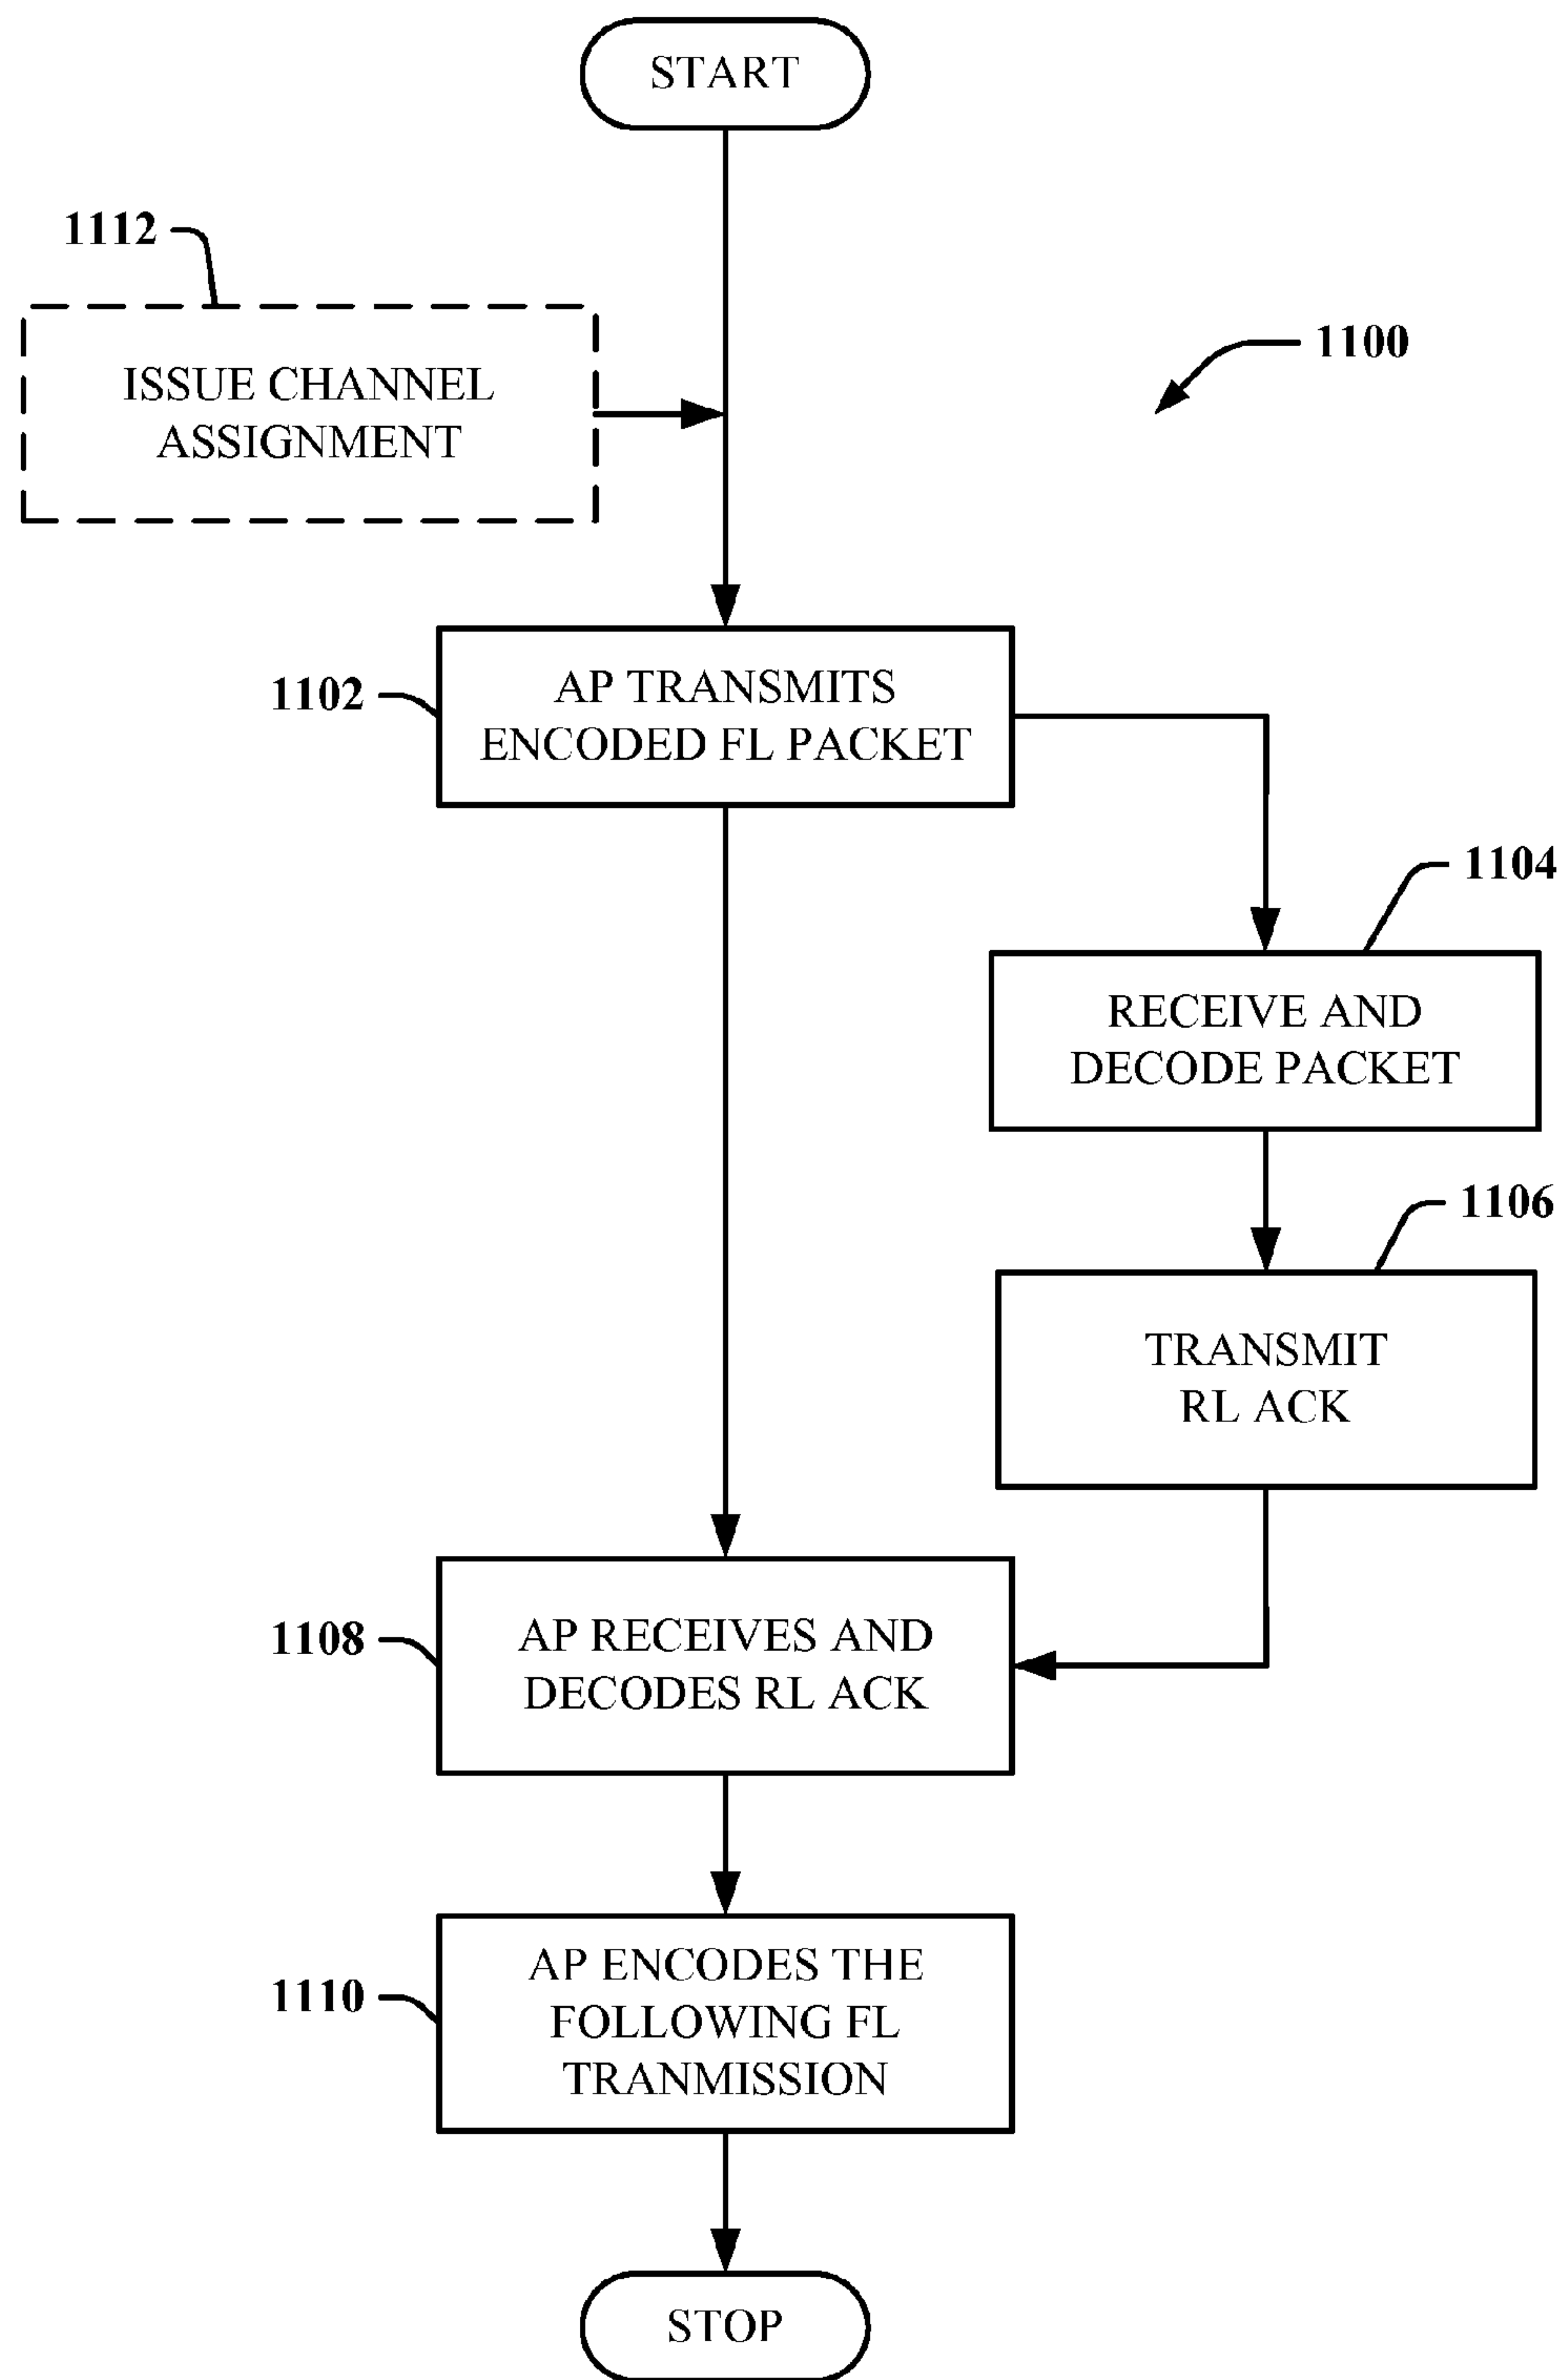 START
1112
ISSUE CHANNEL
ASSIGNMENT
1100
1102
AP TRANSMITS
ENCODED FL PACKET
1104
RECEIVE AND
DECODE PACKET
1106
TRANSMIT
RL ACK
1108
AP RECEIVES AND
DECODES RL ACK
1110
AP ENCODES THE
FOLLOWING FL
TRANMISSION
STOP